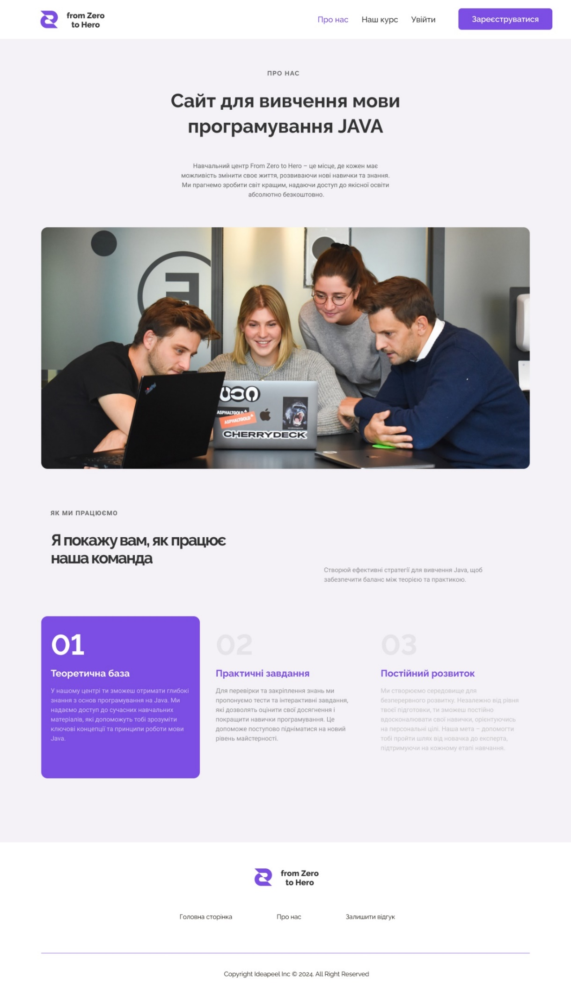 from Zero
to Hero
Про нас
Наш курс
Увійти
Зареєструватися
ПРО НАС
Сайт для вивчення мови
програмування JAVA
Навчальний центр From Zero to Hero – це місце, де кожен має
можливість змінити своє життя, розвиваючи нові навички та знання.
Ми прагнемо зробити світ кращим, надаючи доступ до якісної освіти
абсолютно безкоштовно.
ThinkPad
ASPHALTGOLD
ASPHALTGOLD
CHERRYDECK
ЯК МИ ПРАЦЮЄМО
Я покажу вам, як працює
наша команда
Створюй ефективні стратегії для вивчення Java, щоб
забезпечити баланс між теорією та практикою.
01
Теоретична база
У нашому центрі ти зможеш отримати глибокі
знання з основ програмування на Java. Ми
надаємо доступ до сучасних навчальних
матеріалів, які допоможуть тобі зрозуміти
ключові концепції та принципи роботи мови
Java.
02
Практичні завдання
Для перевірки та закріплення знань ми
пропонуємо тести та інтерактивні завдання,
які дозволять оцінити свої досягнення і
покращити навички програмування. Це
допоможе поступово підніматися на новий
рівень майстерності.
03
Постійний розвиток
Ми створюємо середовище для
безперервного розвитку. Незалежно від рівня
твоєї підготовки, ти зможеш постійно
вдосконалювати свої навички, орієнтуючись
на персональні цілі. Наша мета – допомогти
тобі пройти шлях від новачка до експерта,
підтримуючи на кожному етапі навчання.
from Zero
to Hero
Головна сторінка
Про нас
Залишити відгук
Copyright Ideapeel Inc © 2024. All Right Reserved